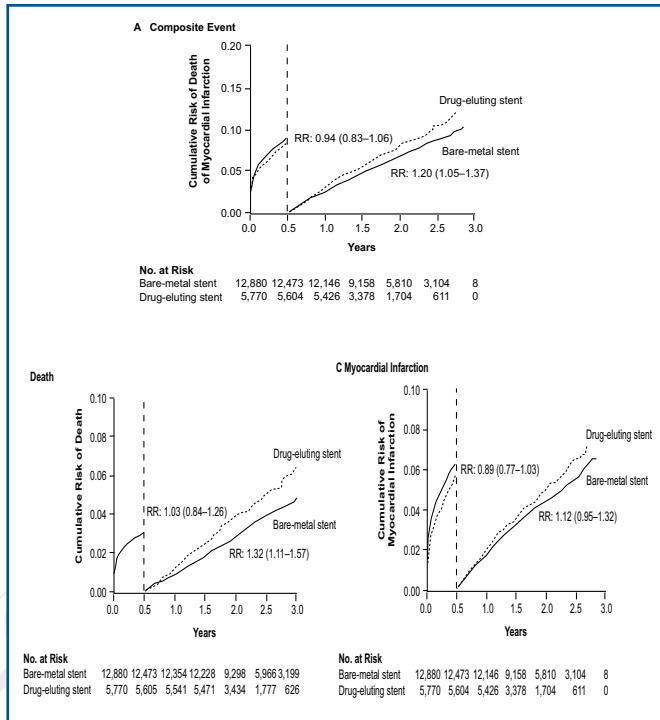 A Composite Event
Cumulative Risk of Death
of Myocardial Infarction
0.20
0.15
0.10
0.05
0.00
Drug-eluting stent
RR: 0.94 (0.83–1.06)
Bare-metal stent
RR: 1.20 (1.05–1.37)
0.0 0.5 1.0 1.5 2.0 2.5 3.0
Years
No. at Risk
Bare-metal stent 12,880 12,473 12,146 9,158 5,810 3,104 8
Drug-eluting stent 5,770 5,604 5,426 3,378 1,704 611 0
Death
Cumulative Risk of Death
0.10
0.08
0.06
0.04
0.02
0.00
Drug-eluting stent
RR: 1.03 (0.84–1.26)
Bare-metal stent
RR: 1.32 (1.11–1.57)
0.0 0.5 1.0 1.5 2.0 2.5 3.0
Years
No. at Risk
Bare-metal stent 12,880 12,473 12,354 12,228 9,298 5,966 3,199
Drug-eluting stent 5,770 5,605 5,541 5,471 3,434 1,777 626
C Myocardial Infarction
Cumulative Risk of
Myocardial Infarction
0.10
0.08
0.06
0.04
0.02
0.00
Drug-eluting stent
RR: 0.89 (0.77–1.03)
Bare-metal stent
RR: 1.12 (0.95–1.32)
0.0 0.5 1.0 1.5 2.0 2.5 3.0
Years
No. at Risk
Bare-metal stent 12,880 12,473 12,146 9,158 5,810 3,104 8
Drug-eluting stent 5,770 5,604 5,426 3,378 1,704 611 0